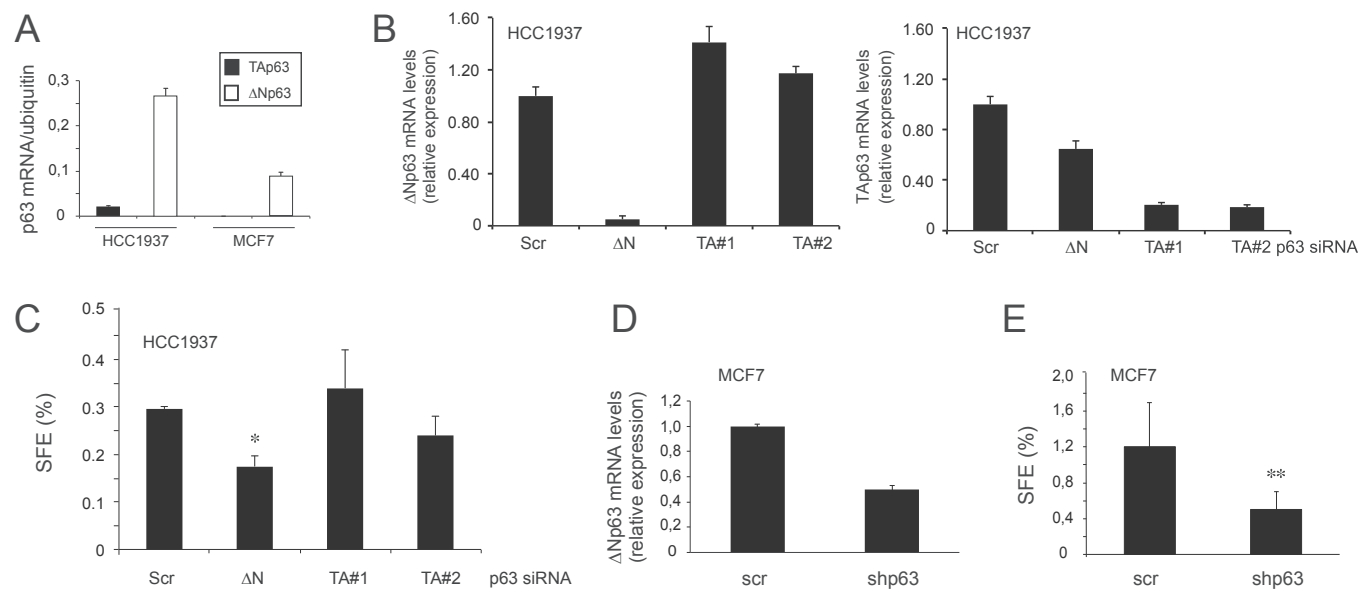 A
TAp63
ΔNp63
p63 mRNA/ubiquitin
0,3
0,2
0,1
0
HCC1937 MCF7
B
HCC1937
ΔNp63 mRNA levels
(relative expression)
1.60
1.20
0.80
0.40
0
Scr ΔN TA#1 TA#2
HCC1937
TAp63 mRNA levels
(relative expression)
1.60
1.20
0.80
0.40
0
Scr ΔN TA#1 TA#2 p63 siRNA
C
HCC1937
SFE (%)
0.5
0.4
0.3
0.2
0.1
0
*
Scr ΔN TA#1 TA#2 p63 siRNA
D
MCF7
ΔNp63 mRNA levels
(relative expression)
1,2
1
0,8
0,6
0,4
0,2
0
scr shp63
E
MCF7
SFE (%)
2,0
1,6
1,2
0,8
0,4
0
**
scr shp63